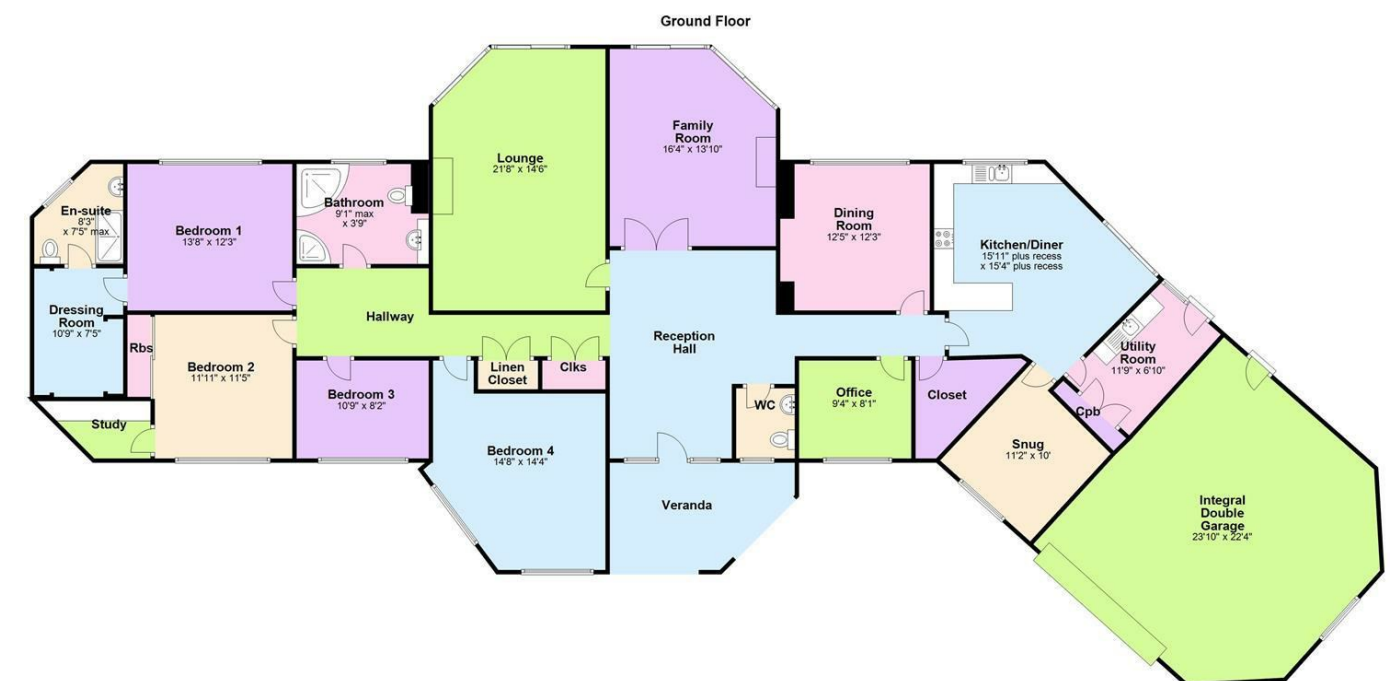 Ground Floor
En-suite
8'3"
x 7'5" max
Bedroom 1
13'8" x 12'3"
Bathroom
9'1" max
x 3'9"
Lounge
21'8" x 14'6"
Family
Room
16'4" x 13'10"
Dining
Room
12'5" x 12'3"
Kitchen/Diner
15'11" plus recess
x 15'4" plus recess
Dressing
Room
10'9" x 7'5"
Rbs
Bedroom 2
11'11" x 11'5"
Hallway
Reception
Hall
Utility
Room
11'9" x 6'10"
Study
Bedroom 3
10'9" x 8'2"
Linen
Closet
Clks
WC
Office
9'4" x 8'1"
Closet
Cpb
Bedroom 4
14'8" x 14'4"
Snug
11'2" x 10'
Veranda
Integral
Double
Garage
23'10" x 22'4"